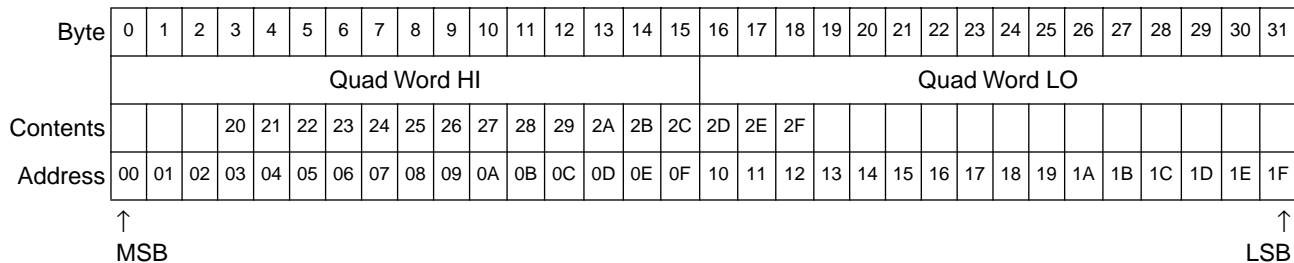 Byte 0 1 2 3 4 5 6 7 8 9 10 11 12 13 14 15 16 17 18 19 20 21 22 23 24 25 26 27 28 29 30 31
Quad Word HI Quad Word LO
Contents 20 21 22 23 24 25 26 27 28 29 2A 2B 2C 2D 2E 2F
Address 00 01 02 03 04 05 06 07 08 09 0A 0B 0C 0D 0E 0F 10 11 12 13 14 15 16 17 18 19 1A 1B 1C 1D 1E 1F
↑ ↑
MSB LSB